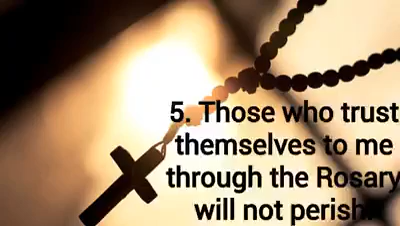 5. Those who trust
themselves to me
through the Rosary
will not perish.